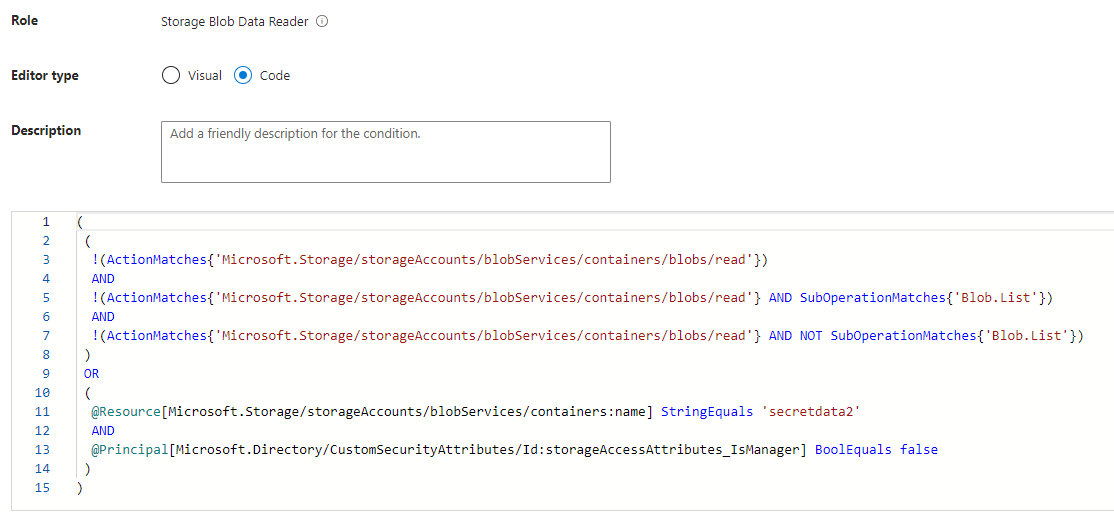 Role Storage Blob Data Reader
Editor type Visual Code
Description Add a friendly description for the condition.
1 (
2 (
3 !(ActionMatches{'Microsoft.Storage/storageAccounts/blobServices/containers/blobs/read'})
4 AND
5 !(ActionMatches{'Microsoft.Storage/storageAccounts/blobServices/containers/blobs/read'} AND SubOperationMatches{'Blob.List'})
6 AND
7 !(ActionMatches{'Microsoft.Storage/storageAccounts/blobServices/containers/blobs/read'} AND NOT SubOperationMatches{'Blob.List'})
8 )
9 OR
10 (
11 @Resource[Microsoft.Storage/storageAccounts/blobServices/containers:name] StringEquals 'secretdata2'
12 AND
13 @Principal[Microsoft.Directory/CustomSecurityAttributes/Id:storageAccessAttributes_IsManager] BoolEquals false
14 )
15 )